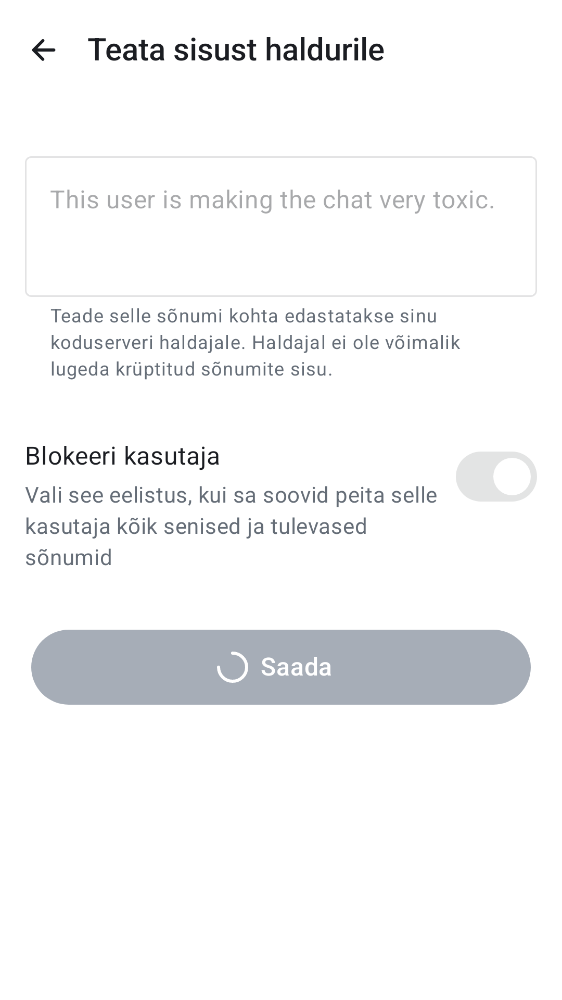 Teata sisust haldurile
This user is making the chat very toxic.
Teade selle sõnumi kohta edastatakse sinu
koduserveri haldajale. Haldajal ei ole võimalik
lugeda krüptitud sõnumite sisu.
Blokeeri kasutaja
Vali see eelistus, kui sa soovid peita selle
kasutaja kõik senised ja tulevased
sõnumid
Saada